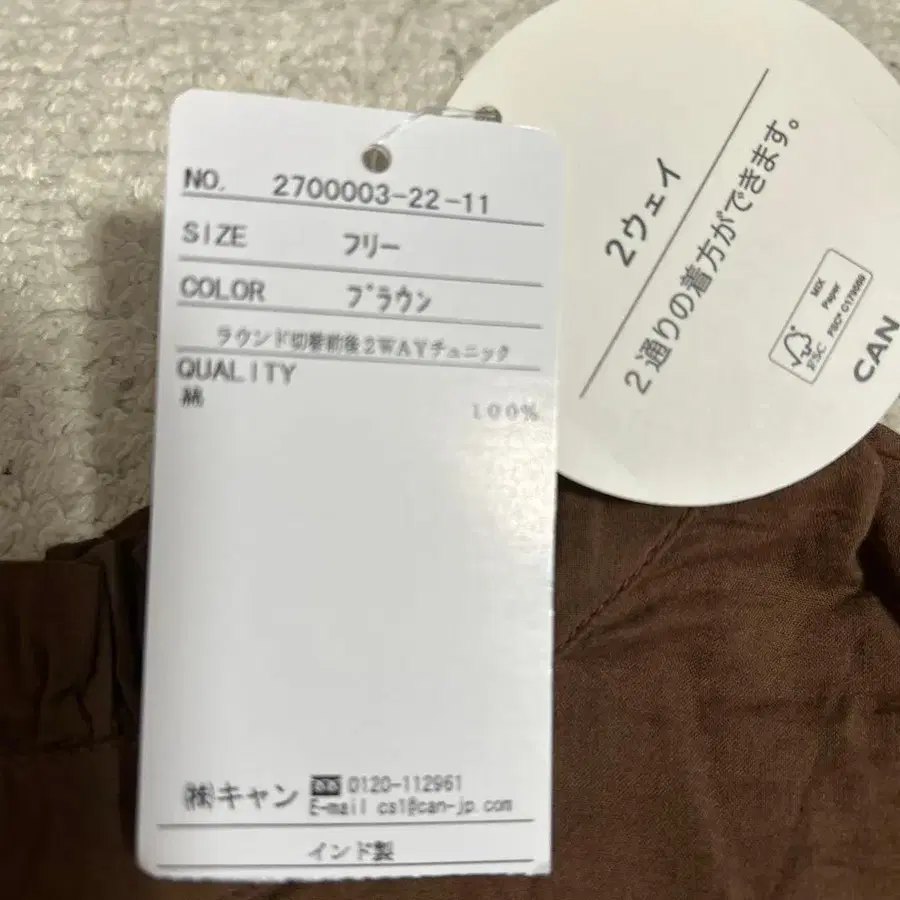 NO. 2700003-22-11
SIZE フリー
COLOR ブラウン
ラウンド切替前後2WAYチュニック
QUALITY
綿 100%
㈱キャン 0120-112961
E-mail cs1@can-jp.com
インド製
2ウェイ
2通りの着方ができます。
MIX
Paper
FSC
CAN